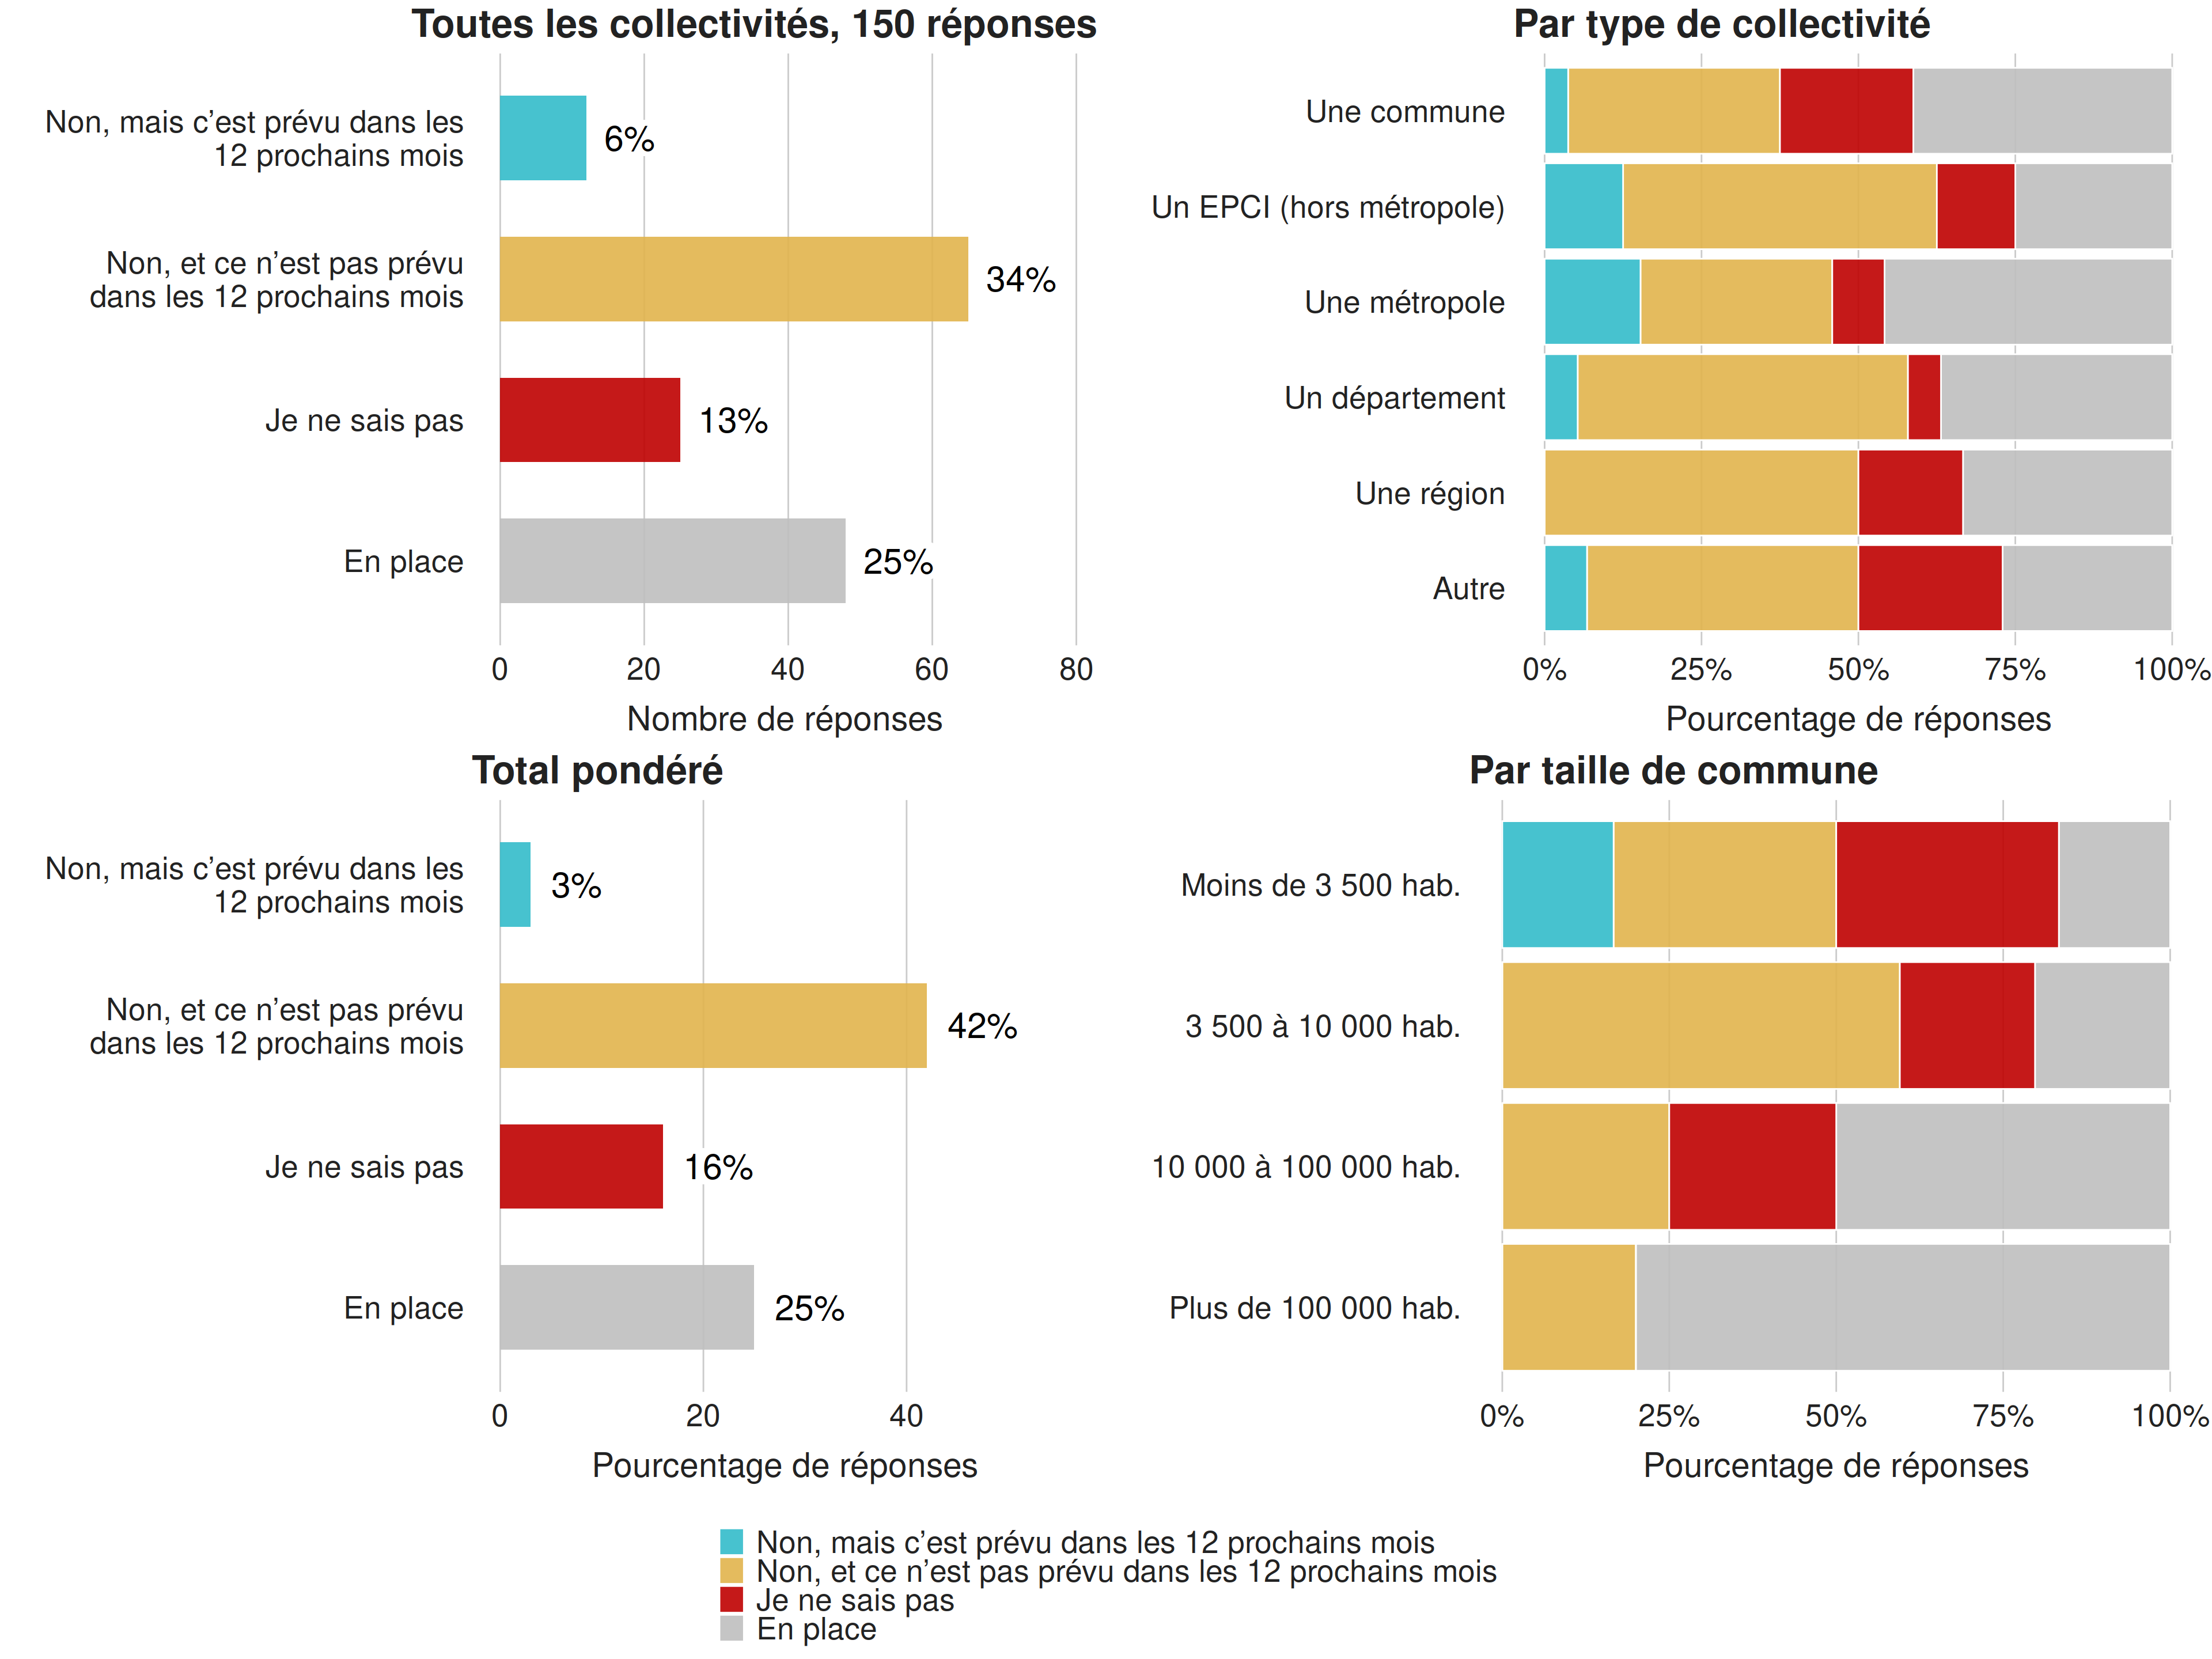 Toutes les collectivités, 150 réponses
Non, mais c’est prévu dans les
12 prochains mois
6%
Non, et ce n’est pas prévu
dans les 12 prochains mois
34%
Je ne sais pas
13%
En place
25%
0 20 40 60 80
Nombre de réponses
Par type de collectivité
Une commune
Un EPCI (hors métropole)
Une métropole
Un département
Une région
Autre
0% 25% 50% 75% 100%
Pourcentage de réponses
Total pondéré
Non, mais c’est prévu dans les
12 prochains mois
3%
Non, et ce n’est pas prévu
dans les 12 prochains mois
42%
Je ne sais pas
16%
En place
25%
0 20 40
Pourcentage de réponses
Par taille de commune
Moins de 3 500 hab.
3 500 à 10 000 hab.
10 000 à 100 000 hab.
Plus de 100 000 hab.
0% 25% 50% 75% 100%
Pourcentage de réponses
Non, mais c’est prévu dans les 12 prochains mois
Non, et ce n’est pas prévu dans les 12 prochains mois
Je ne sais pas
En place